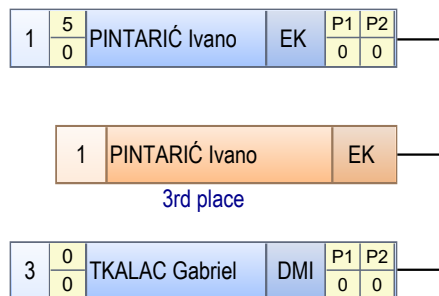 1 5 0 PINTARIĆ Ivano EK P1 P2 0 0
1 PINTARIĆ Ivano EK
3rd place
3 0 0 TKALAC Gabriel DMI P1 P2 0 0